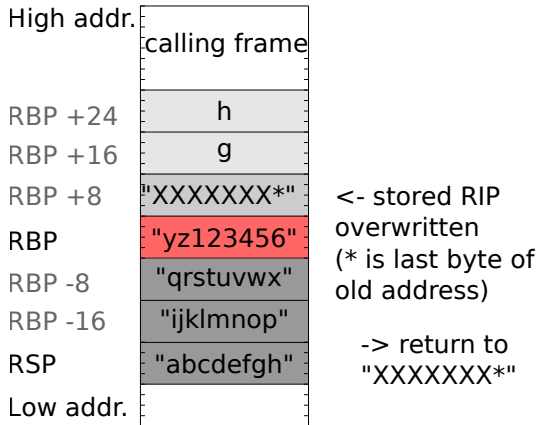 High addr.
calling frame
RBP +24 h
RBP +16 g
RBP +8 "XXXXXXX*" <- stored RIP
overwritten
RBP "yz123456" (* is last byte of
old address)
RBP -8 "qrstuvwx"
RBP -16 "ijklmnop" -> return to
"XXXXXXX*"
RSP "abcdefgh"
Low addr.